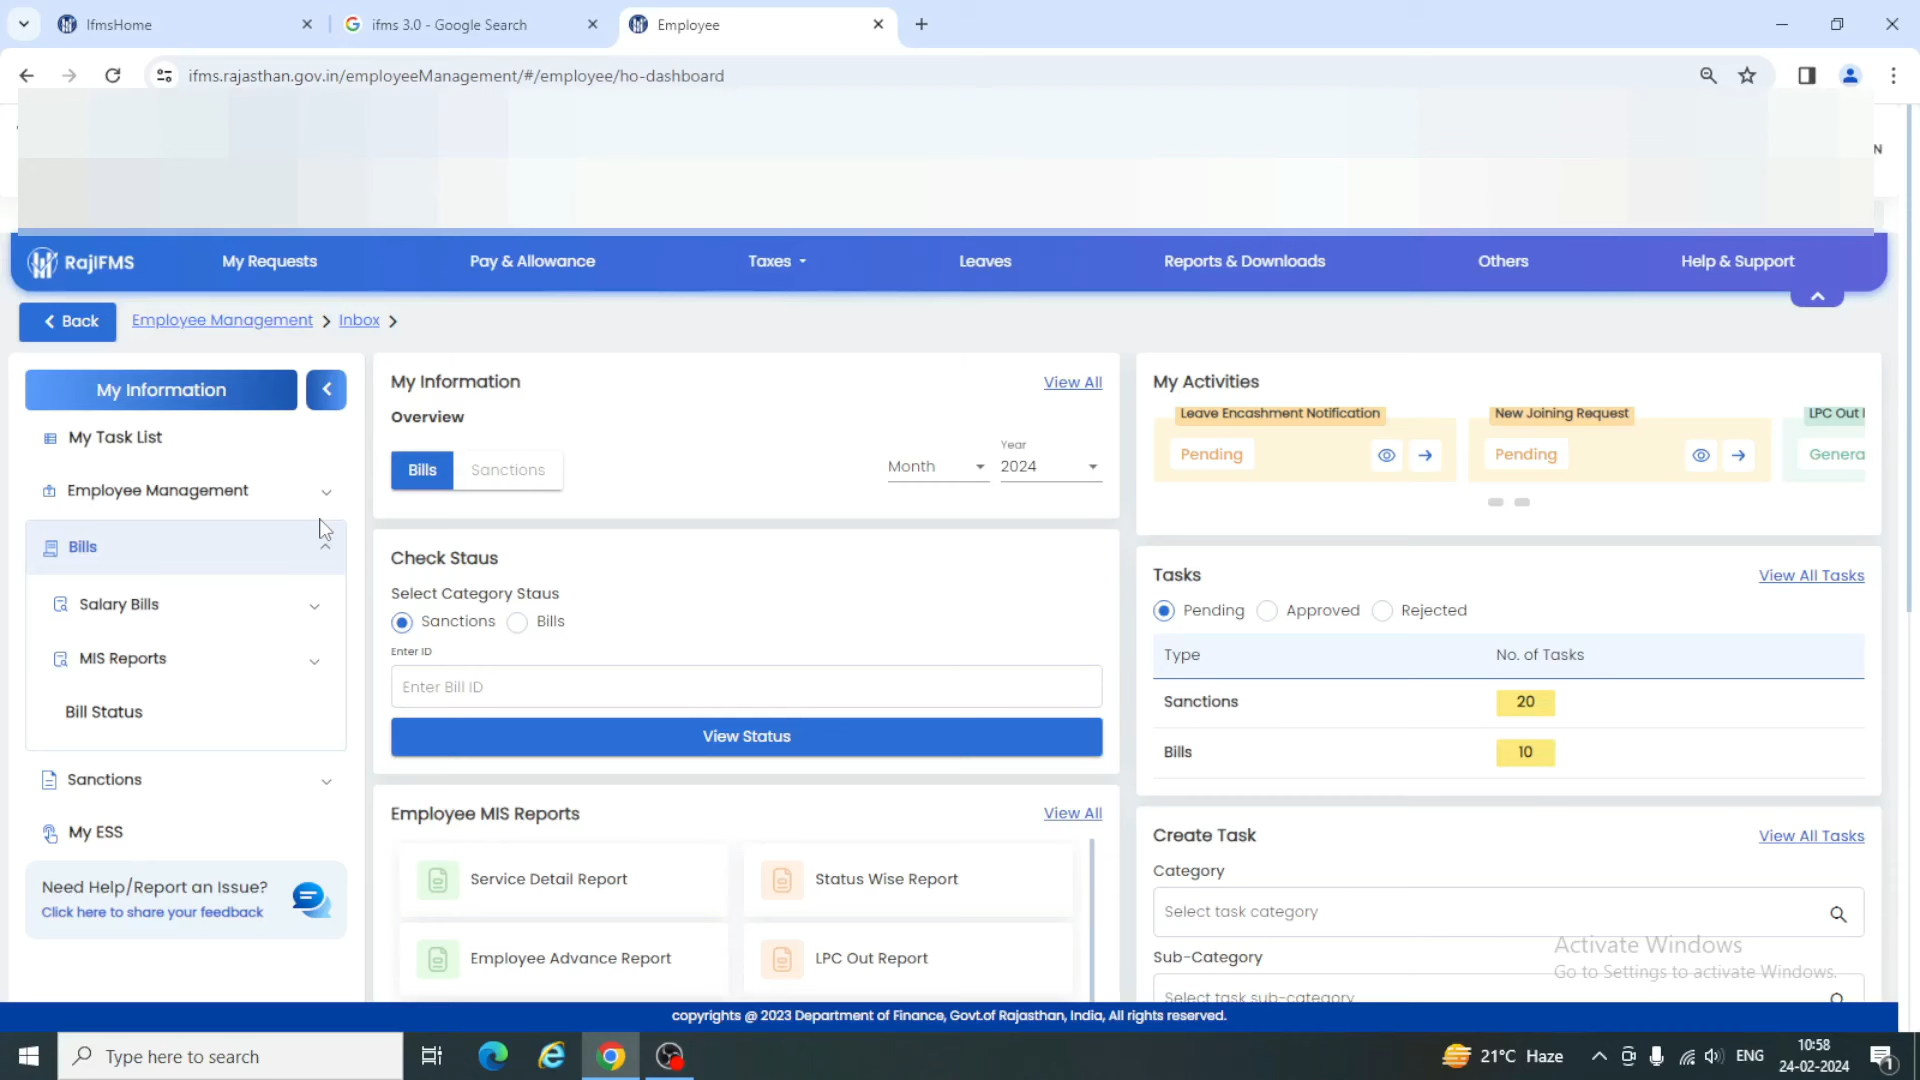 IfmsHome
ifms 3.0 - Google Search
Employee
ifms.rajasthan.gov.in/employeeManagement/#/employee/ho-dashboard
N
RajIFMS
My Requests
Pay & Allowance
Taxes
Leaves
Reports & Downloads
Others
Help & Support
Back
Employee Management
Inbox
My Information
My Task List
Employee Management
Bills
Salary Bills
MIS Reports
Bill Status
Sanctions
My ESS
Need Help/Report an Issue?
Click here to share your feedback
My Information
View All
Overview
Bills
Sanctions
Month
Year
2024
Check Staus
Select Category Staus
Sanctions
Bills
Enter ID
Enter Bill ID
View Status
Employee MIS Reports
View All
Service Detail Report
Status Wise Report
Employee Advance Report
LPC Out Report
My Activities
Leave Encashment Notification
Pending
New Joining Request
Pending
LPC Out
Genera
Tasks
View All Tasks
Pending
Approved
Rejected
Type
No. of Tasks
Sanctions
20
Bills
10
Create Task
View All Tasks
Category
Select task category
Sub-Category
Select task sub-category
Activate Windows
Go to Settings to activate Windows.
copyrights @ 2023 Department of Finance, Govt.of Rajasthan, India, All rights reserved.
Type here to search
21°C Haze
ENG
10:58
24-02-2024
1